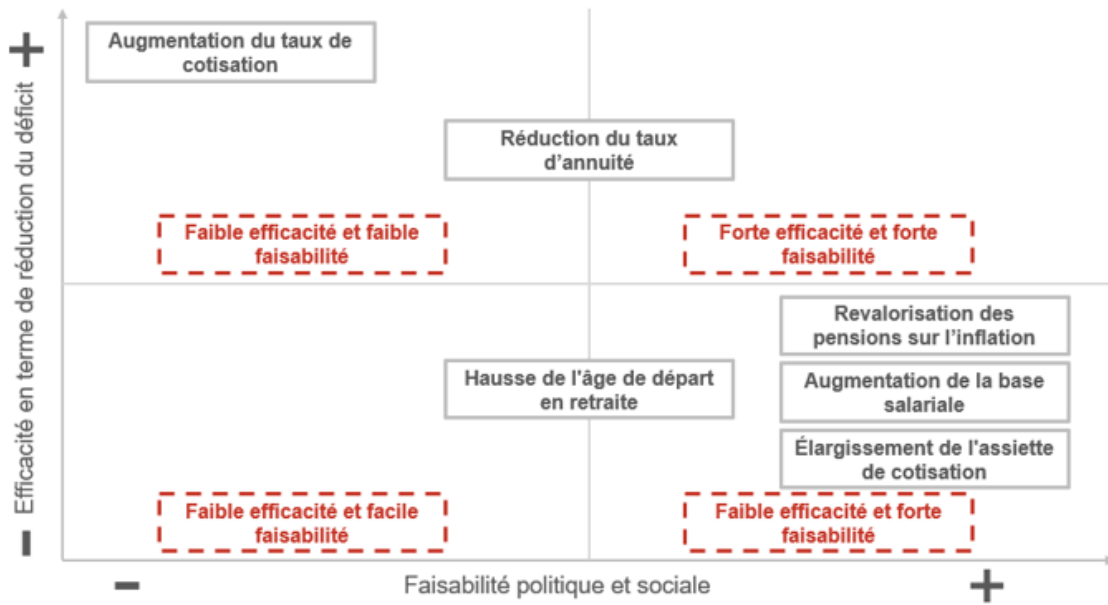 +
Efficacité en terme de réduction du déficit
−
Augmentation du taux de
cotisation
Réduction du taux
d'annuité
Faible efficacité et faible
faisabilité
Forte efficacité et forte
faisabilité
Revalorisation des
pensions sur l'inflation
Hausse de l'âge de départ
en retraite
Augmentation de la base
salariale
Élargissement de l'assiette
de cotisation
Faible efficacité et facile
faisabilité
Faible efficacité et forte
faisabilité
−
Faisabilité politique et sociale
+